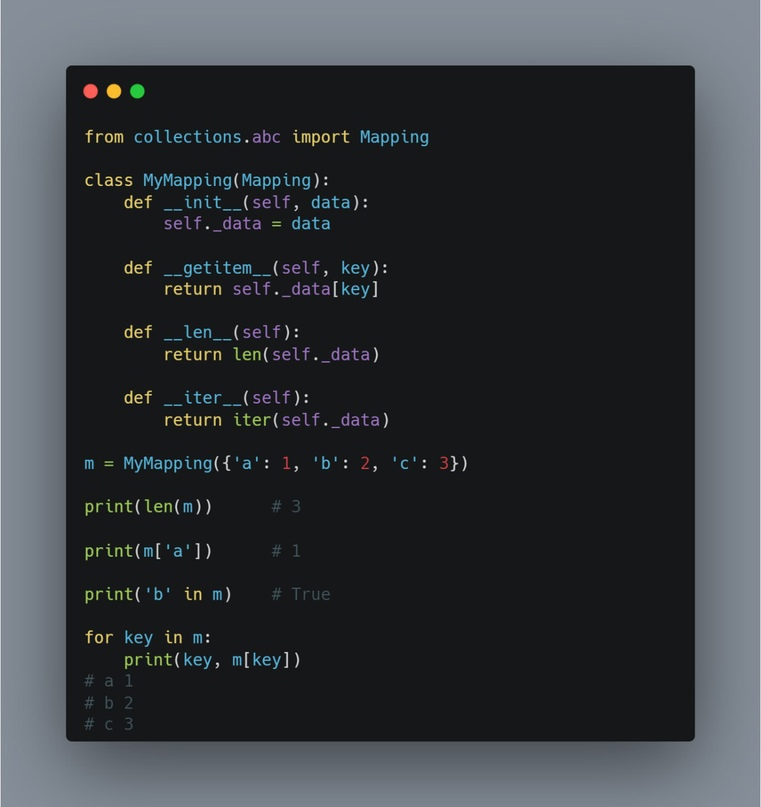 from collections.abc import Mapping
class MyMapping(Mapping):
    def __init__(self, data):
        self._data = data
    def __getitem__(self, key):
        return self._data[key]
    def __len__(self):
        return len(self._data)
    def __iter__(self):
        return iter(self._data)
m = MyMapping({'a': 1, 'b': 2, 'c': 3})
print(len(m))      # 3
print(m['a'])      # 1
print('b' in m)    # True
for key in m:
    print(key, m[key])
# a 1
# b 2
# c 3